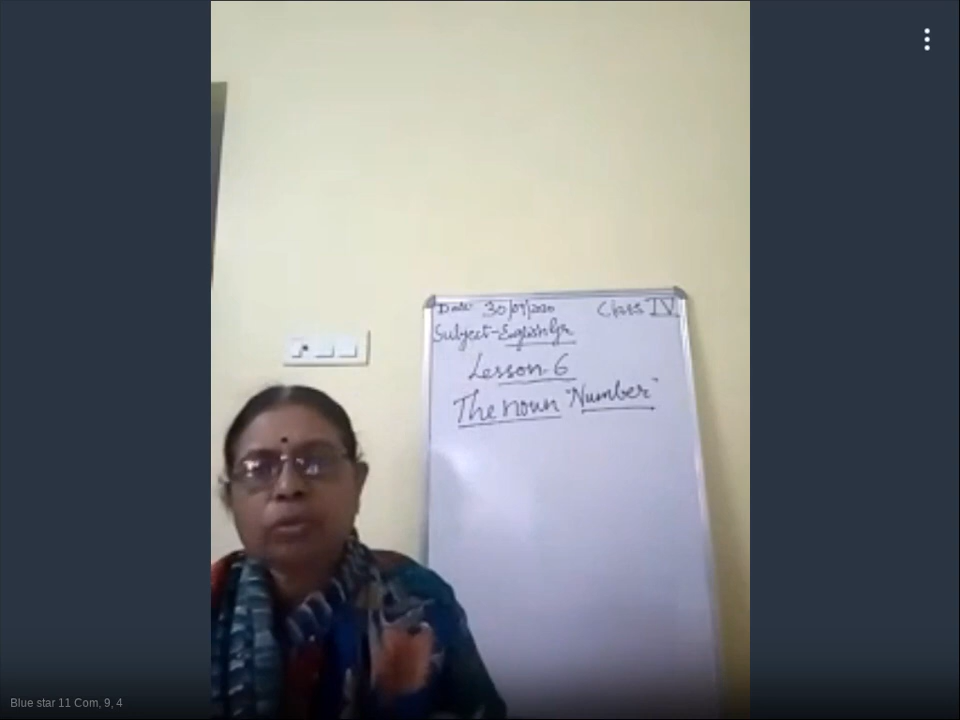 Date: 30/09/2020 Class IV
Subject-English Gr
Lesson-6
The noun "Number"
Blue star 11 Com, 9, 4